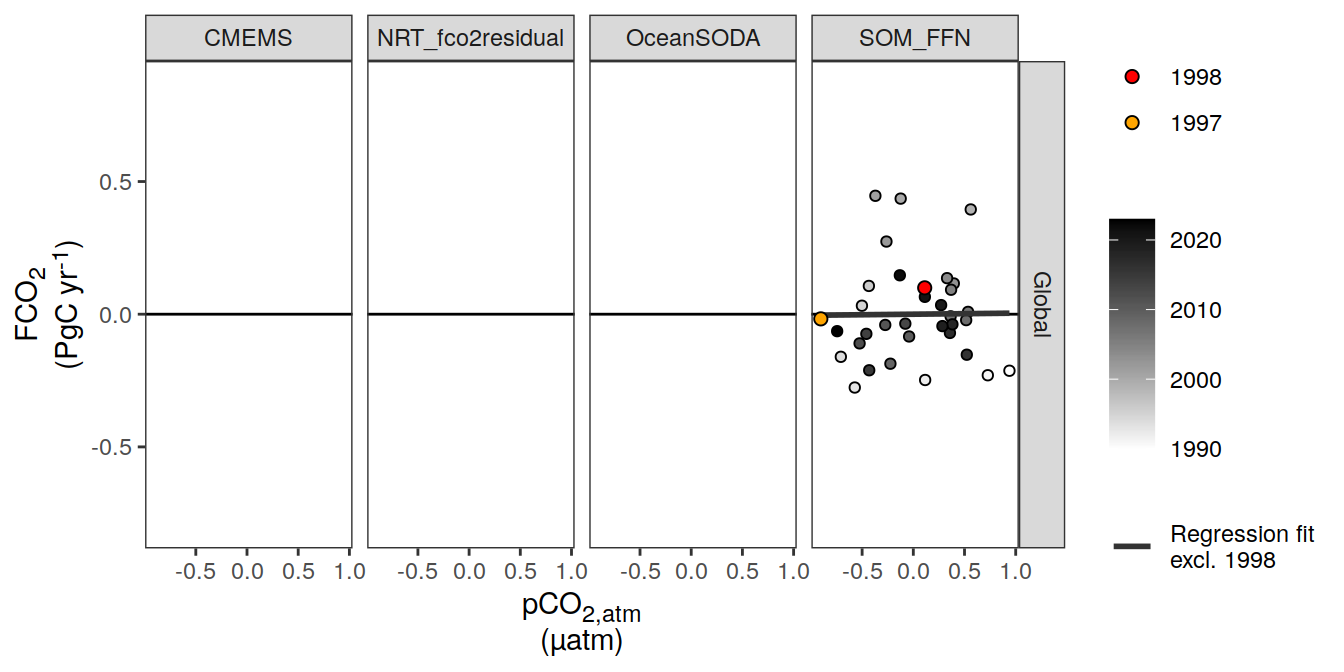 CMEMS NRT_fco2residual OceanSODA SOM_FFN
1998
1997
0.5
0.0
-0.5
FCO2
(PgC yr-1)
Global
2020
2010
2000
1990
Regression fit
excl. 1998
-0.5 0.0 0.5 1.0 -0.5 0.0 0.5 1.0 -0.5 0.0 0.5 1.0 -0.5 0.0 0.5 1.0
pCO2,atm
(µatm)